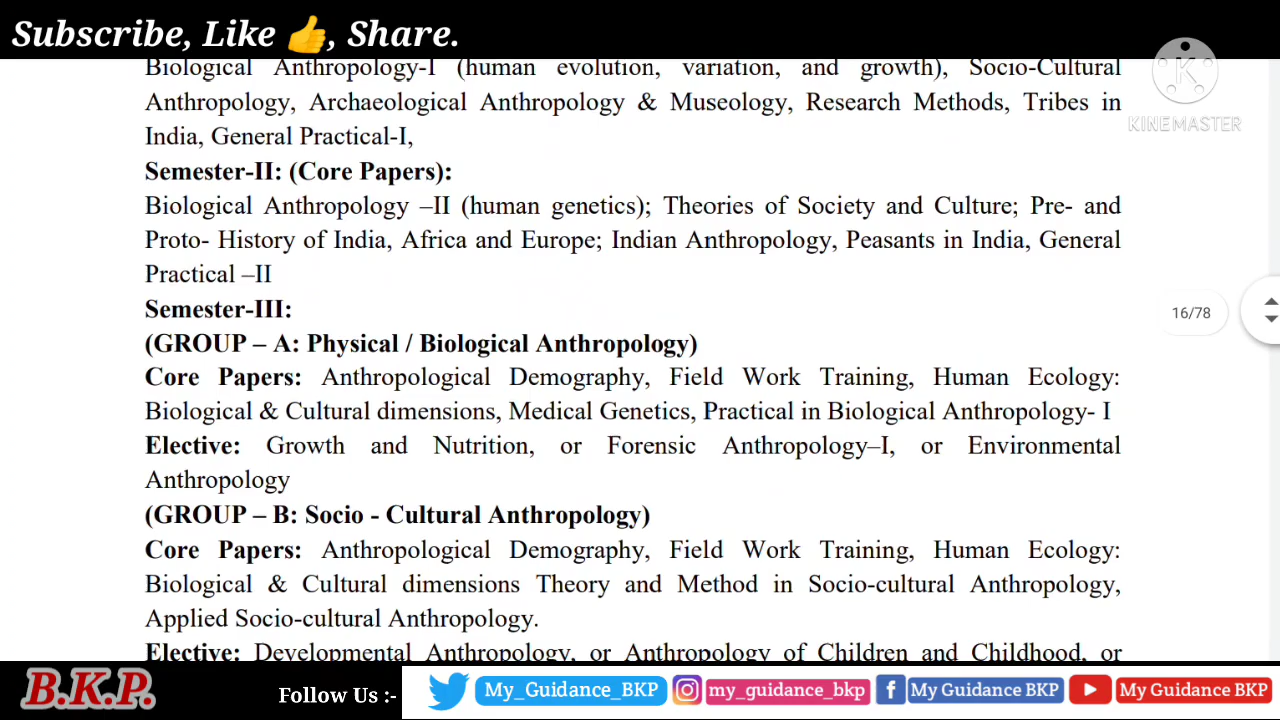 Subscribe, Like 👍, Share.
Biological Anthropology-I (human evolution, variation, and growth), Socio-Cultural
Anthropology, Archaeological Anthropology & Museology, Research Methods, Tribes in
India, General Practical-I,
Semester-II: (Core Papers):
Biological Anthropology –II (human genetics); Theories of Society and Culture; Pre- and
Proto- History of India, Africa and Europe; Indian Anthropology, Peasants in India, General
Practical –II
Semester-III:
(GROUP – A: Physical / Biological Anthropology)
Core Papers: Anthropological Demography, Field Work Training, Human Ecology:
Biological & Cultural dimensions, Medical Genetics, Practical in Biological Anthropology- I
Elective: Growth and Nutrition, or Forensic Anthropology–I, or Environmental
Anthropology
(GROUP – B: Socio - Cultural Anthropology)
Core Papers: Anthropological Demography, Field Work Training, Human Ecology:
Biological & Cultural dimensions Theory and Method in Socio-cultural Anthropology,
Applied Socio-cultural Anthropology.
Elective: Developmental Anthropology, or Anthropology of Children and Childhood, or
K
KINEMASTER
16/78
B.K.P.
Follow Us :-
My_Guidance_BKP
my_guidance_bkp
My Guidance BKP
My Guidance BKP